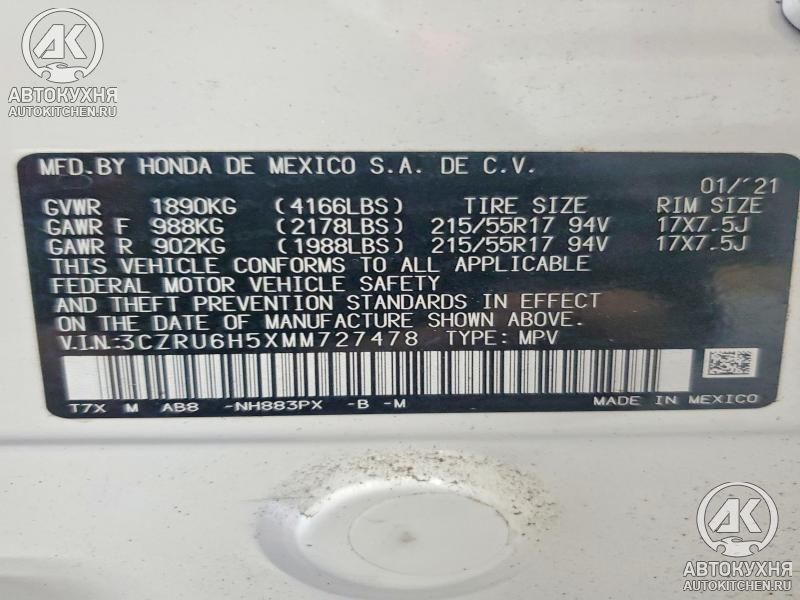 AK
АВТОКУХНЯ
AUTOKITCHEN.RU
MFD.BY HONDA DE MEXICO S.A. DE C.V.
01/'21
GVWR 1890KG (4166LBS) TIRE SIZE RIM SIZE
GAWR F 988KG (2178LBS) 215/55R17 94V 17X7.5J
GAWR R 902KG (1988LBS) 215/55R17 94V 17X7.5J
THIS VEHICLE CONFORMS TO ALL APPLICABLE
FEDERAL MOTOR VEHICLE SAFETY
AND THEFT PREVENTION STANDARDS IN EFFECT
ON THE DATE OF MANUFACTURE SHOWN ABOVE.
V.I.N:3CZRU6H5XMM727478 TYPE: MPV
T7X M AB8 -NH883PX -B -M MADE IN MEXICO
AK
АВТОКУХНЯ
AUTOKITCHEN.RU